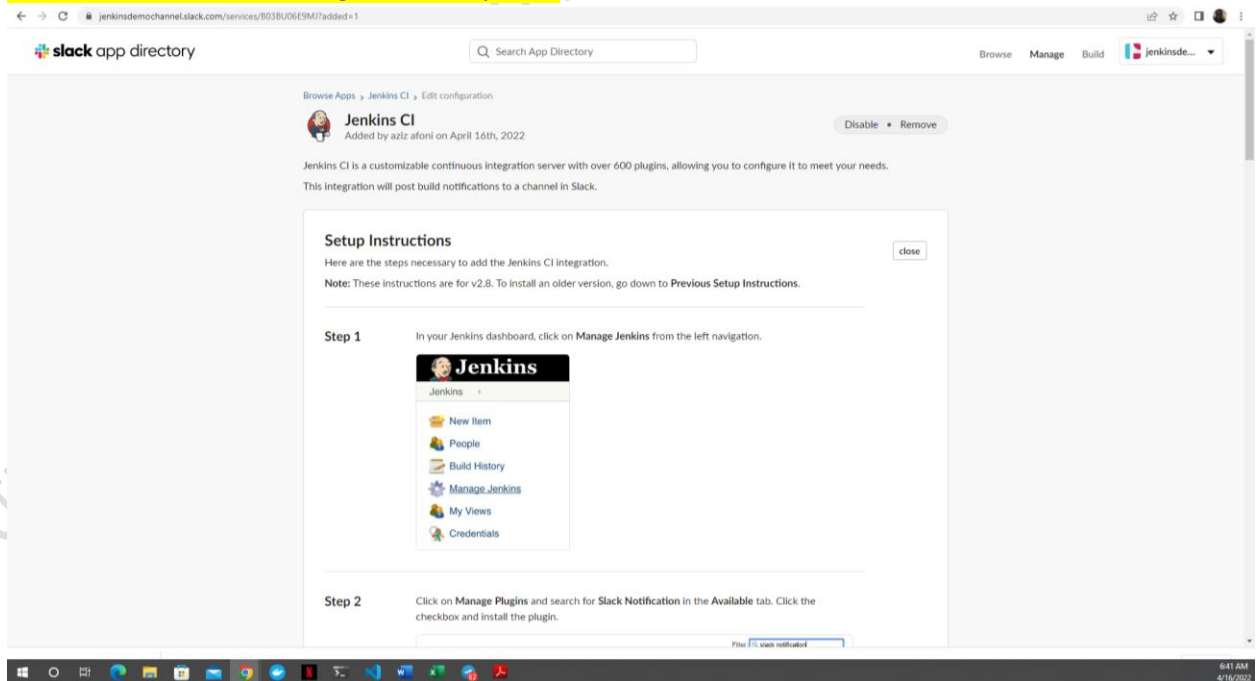 jenkinsdemochannel.slack.com/services/B038U06E9MJ?added=1
slack app directory
Search App Directory
Browse Manage Build jenkinsde...
Browse Apps > Jenkins CI > Edit configuration
Jenkins CI
Added by aziz afoni on April 16th, 2022
Disable • Remove
Jenkins CI is a customizable continuous integration server with over 600 plugins, allowing you to configure it to meet your needs.
This integration will post build notifications to a channel in Slack.
Setup Instructions
close
Here are the steps necessary to add the Jenkins CI integration.
Note: These instructions are for v2.8. To install an older version, go down to Previous Setup Instructions.
Step 1
In your Jenkins dashboard, click on Manage Jenkins from the left navigation.
Jenkins
Jenkins
New Item
People
Build History
Manage Jenkins
My Views
Credentials
Step 2
Click on Manage Plugins and search for Slack Notification in the Available tab. Click the
checkbox and install the plugin.
Filter: slack notification
6:41 AM
4/16/2022